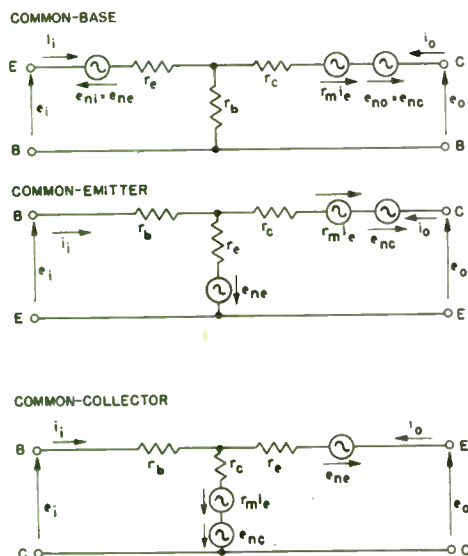 COMMON-BASE
I_i i_o
E r_e r_c C
e_ni = e_ne r_m i_e e_no = e_nc
e_i r_b e_o
B B
COMMON-EMITTER
B C
i_i r_b r_c r_m i_e e_nc i_o
e_i r_e e_o
e_ne
E E
COMMON-COLLECTOR
i_i i_o
B E
r_b r_c r_e e_ne
e_i r_m i_e e_o
e_nc
C C